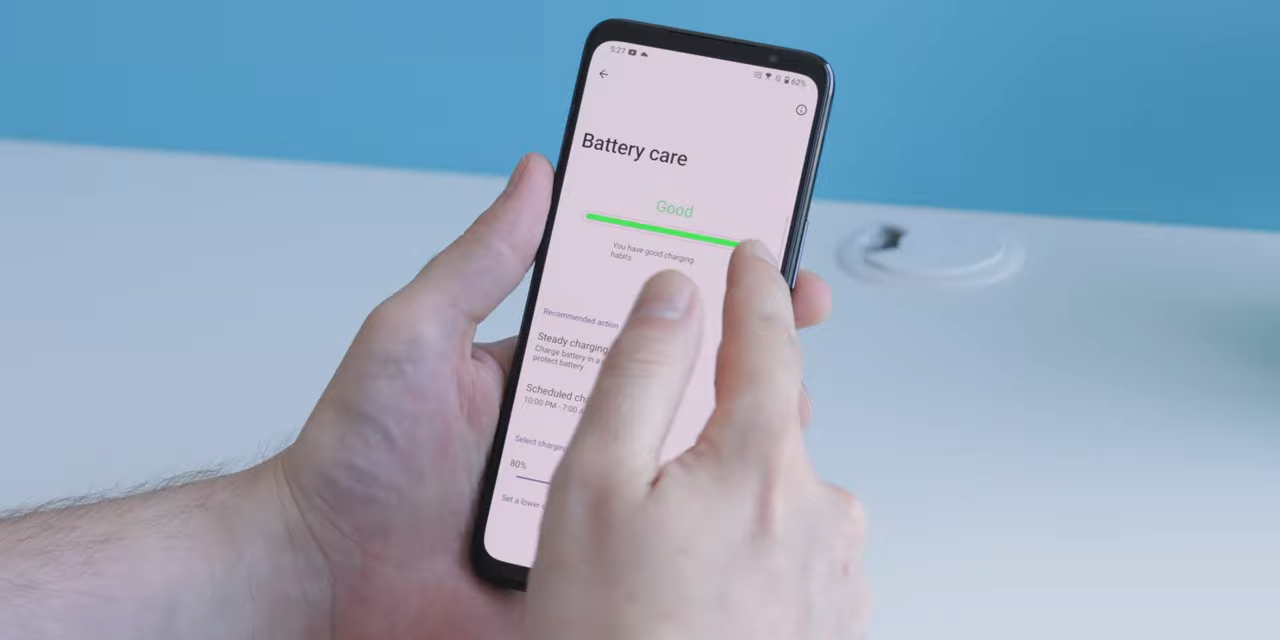 5:27
62%
Battery care
Good
You have good charging
habits
Recommended action
Steady charging
Charge battery in a
protect battery
Scheduled
10:00 PM - 7:00
Select charging
80%
Set a lower